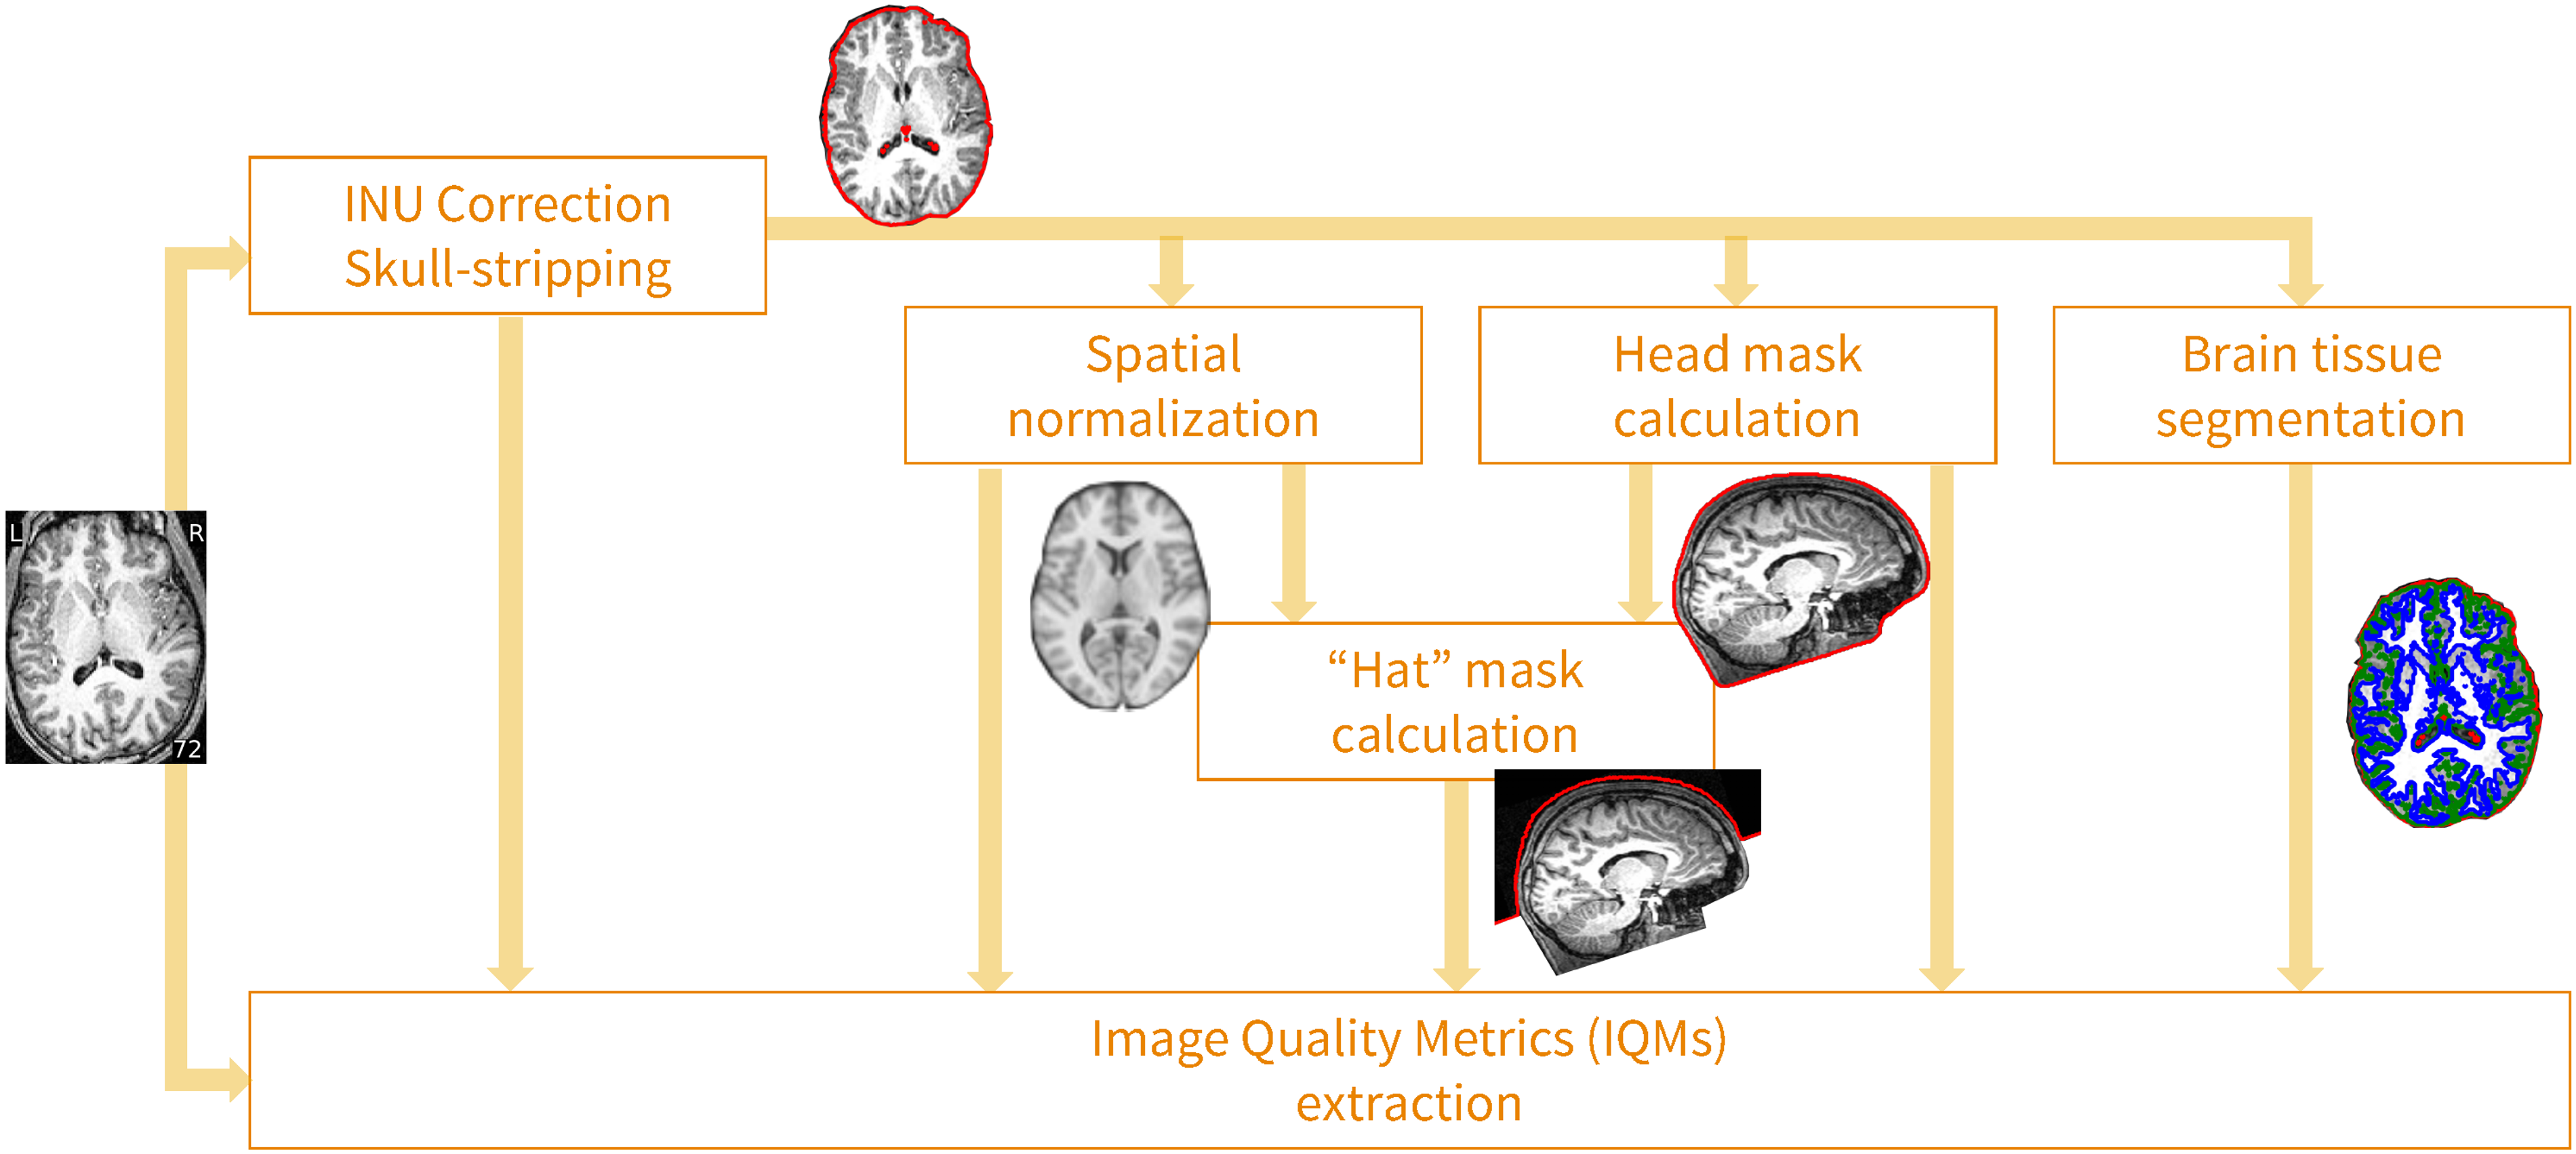 INU Correction
Skull-stripping
Spatial
normalization
Head mask
calculation
Brain tissue
segmentation
L R
72
“Hat” mask
calculation
Image Quality Metrics (IQMs)
extraction